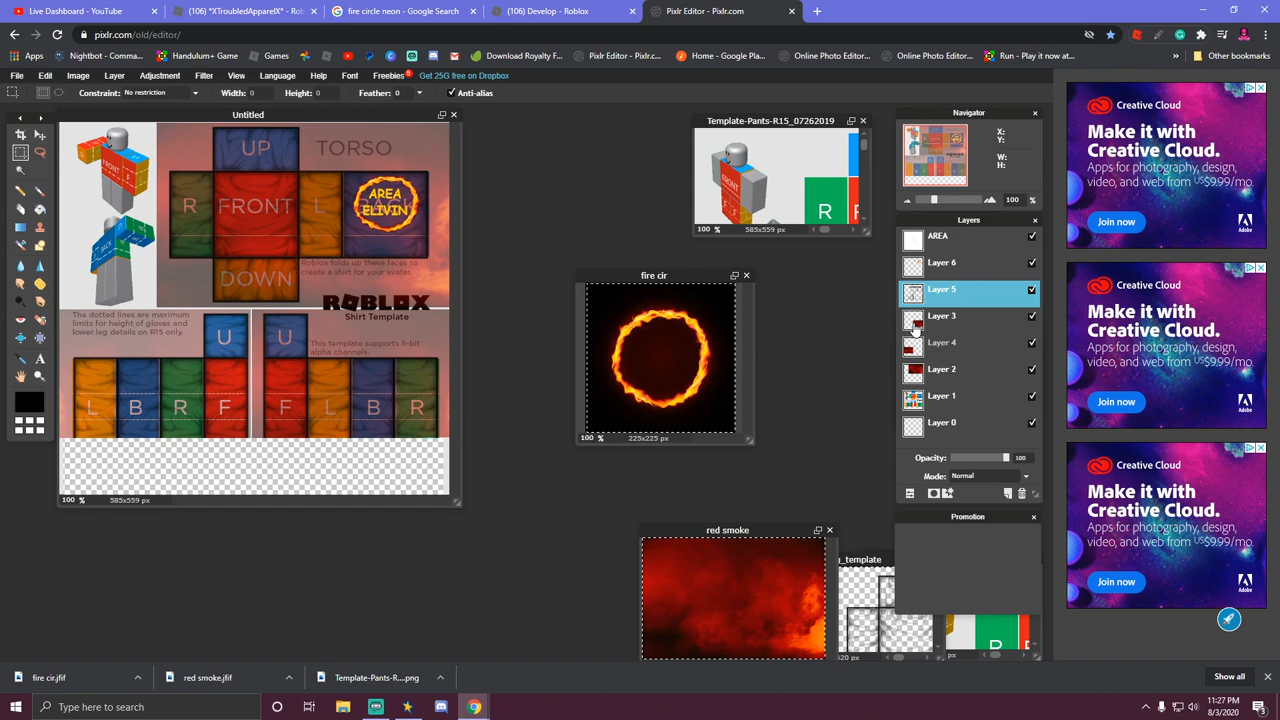 Live Dashboard - YouTube
(106) *XTroubledApparelX* - Rob
fire circle neon - Google Search
(106) Develop - Roblox
Pixlr Editor - Pixlr.com
pixlr.com/old/editor/
Apps
Nightbot - Comma...
Handulum+ Game
Games
Download Royalty F...
Pixlr Editor - Pixlr.c...
Home - Google Pla...
Online Photo Editor...
Online Photo Editor...
Run - Play it now at...
Other bookmarks
File Edit Image Layer Adjustment Filter View Language Help Font Freebies Get 25G free on Dropbox
Constraint: No restriction Width: 0 Height: 0 Feather: 0 Anti-alias
Untitled
FRONT
F
BACK
UP
TORSO
R
FRONT
L
BACK
AREA
ELIVIN
DOWN
Roblox folds up these faces to
create a shirt for your avatar.
ROBLOX
Shirt Template
The dotted lines are maximum
limits for height of gloves and
lower leg details on R15 only.
U
U
This template supports 8-bit
alpha channels.
L B R F F L B R
100 % 585x559 px
Template-Pants-R15_07262019
FRONT
F F
R
100 % 585x559 px
fire cir
100 % 225x225 px
red smoke
_template
R
px
Navigator
X:
Y:
W:
H:
100 %
Layers
AREA
Layer 6
Layer 5
Layer 3
Layer 4
Layer 2
Layer 1
Layer 0
Opacity: 100
Mode: Normal
Promotion
Creative Cloud
Make it with
Creative Cloud.
Apps for photography, design,
video, and web from US$9.99/mo.
Join now
Adobe
Creative Cloud
Make it with
Creative Cloud.
Apps for photography, design,
video, and web from US$9.99/mo.
Join now
Adobe
Creative Cloud
Make it with
Creative Cloud.
Apps for photography, design,
video, and web from US$9.99/mo.
Join now
Adobe
fire cir.jfif
red smoke.jfif
Template-Pants-R....png
Show all
Type here to search
11:27 PM
8/3/2020
3